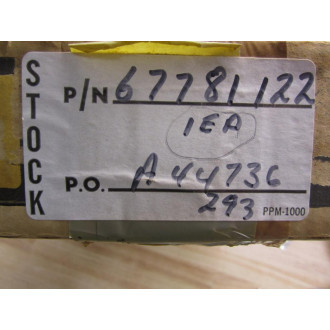 STOCK
P/N 67781122
1EA
P.O. A44736
293
PPM-1000